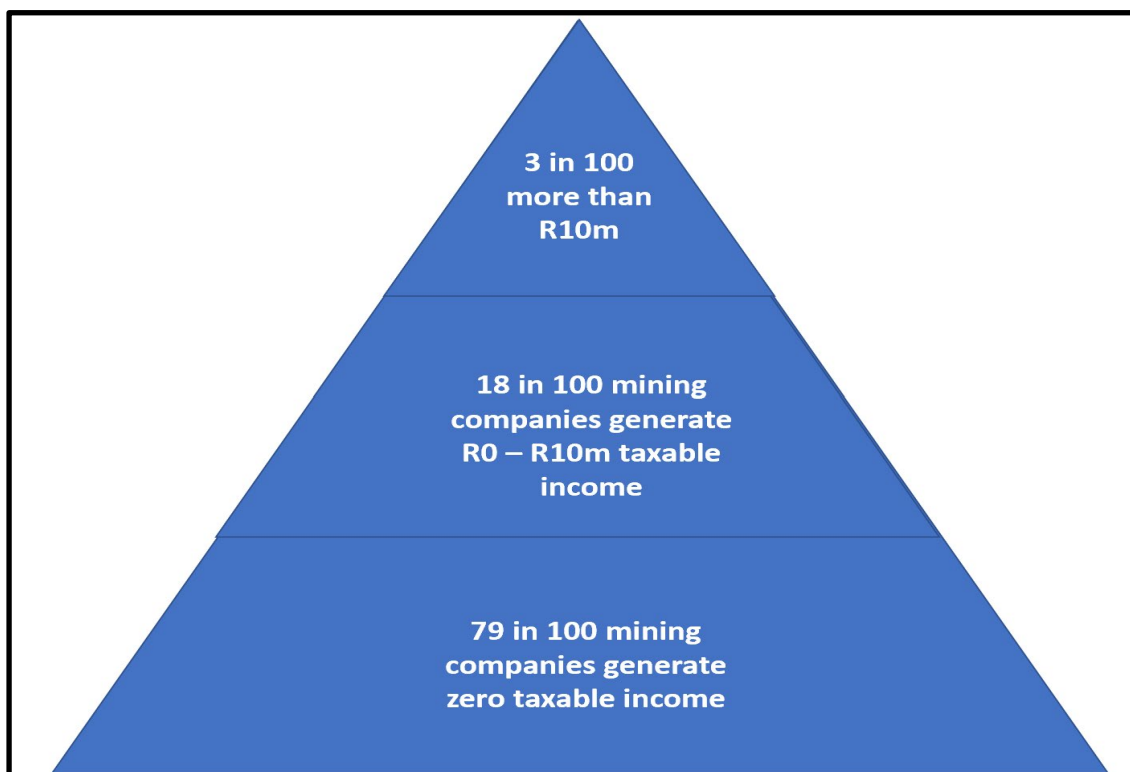 3 in 100
more than
R10m
18 in 100 mining
companies generate
R0 – R10m taxable
income
79 in 100 mining
companies generate
zero taxable income